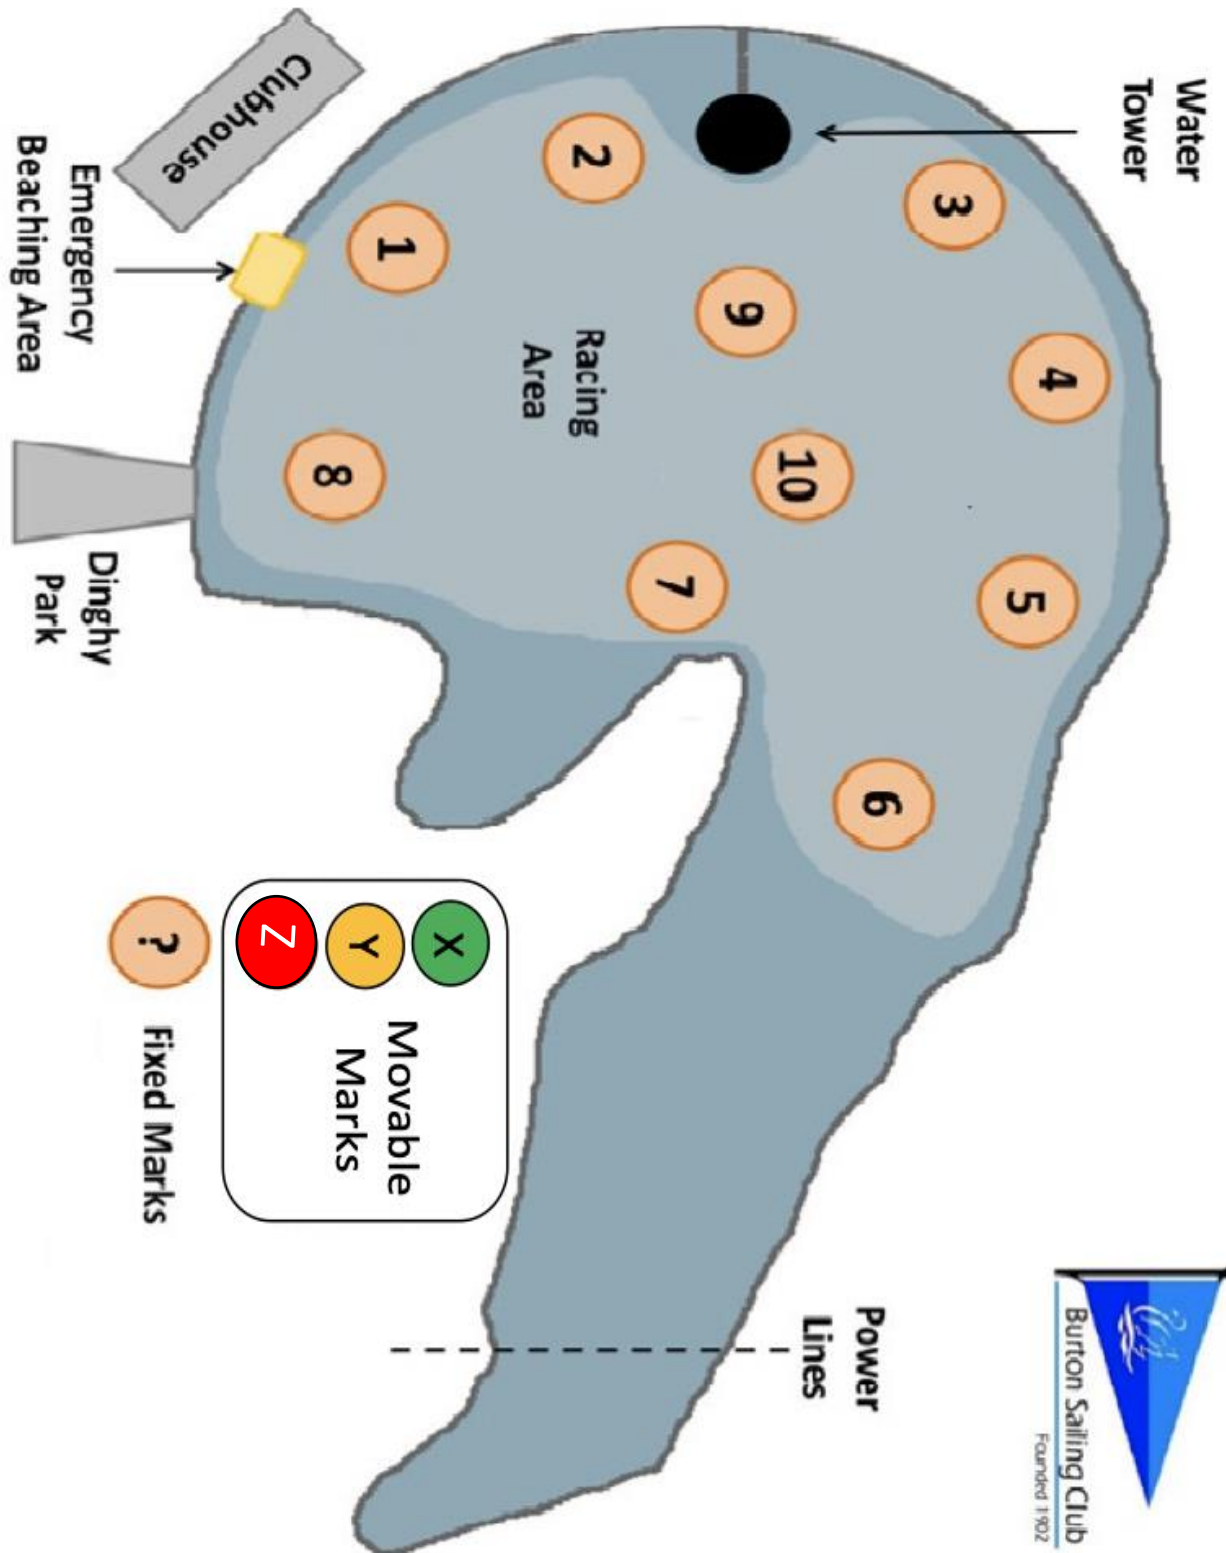 Water
Tower
3
4
5
2
9
10
6
7
1
8
Racing
Area
Clubhouse
Emergency
Beaching Area
Dinghy
Park
X
Y
Z
Movable
Marks
?
Fixed Marks
Power
Lines
Burton Sailing Club
Founded 1902